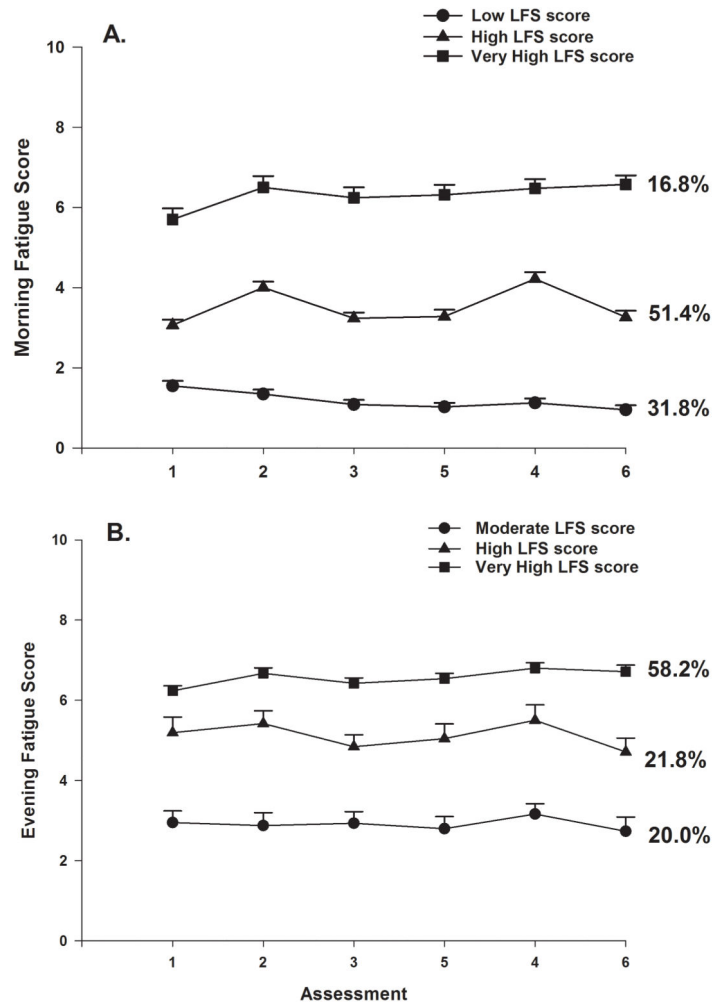 A.
Low LFS score
High LFS score
Very High LFS score
Morning Fatigue Score
10
8
6
4
2
0
16.8%
51.4%
31.8%
1 2 3 5 4 6
B.
Moderate LFS score
High LFS score
Very High LFS score
Evening Fatigue Score
10
8
6
4
2
0
58.2%
21.8%
20.0%
1 2 3 5 4 6
Assessment